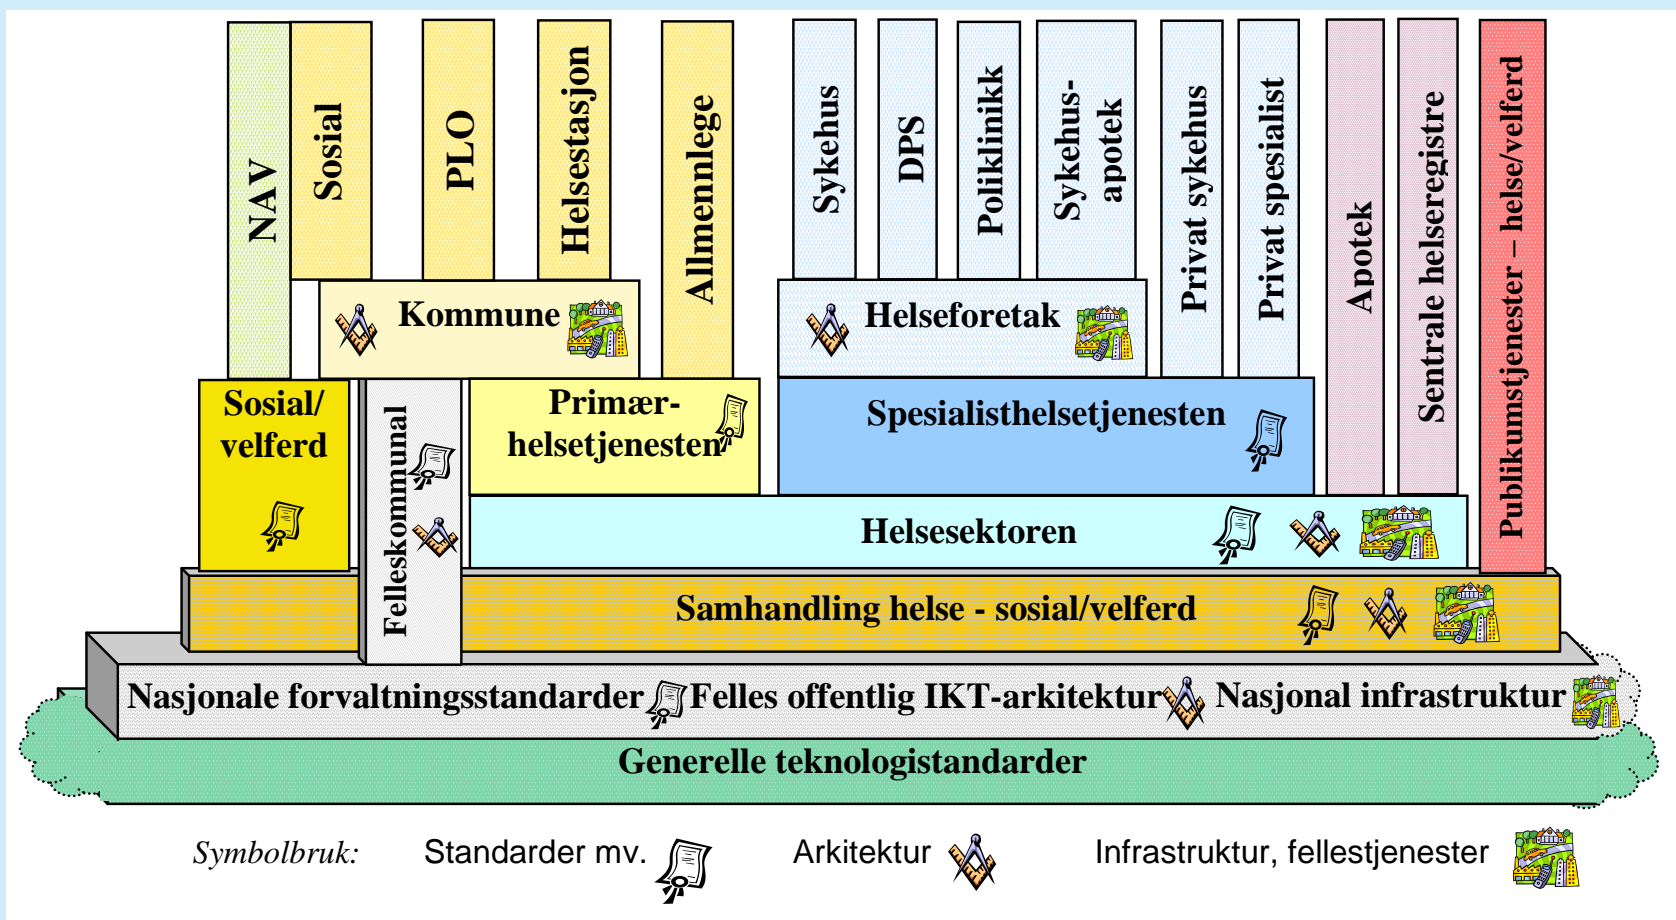 NAV
Sosial
PLO
Helsestasjon
Allmennlege
Sykehus
DPS
Poliklinikk
Sykehus-
apotek
Privat sykehus
Privat spesialist
Apotek
Sentrale helseregistre
Publikumstjenester – helse/velferd
Kommune
Helseforetak
Sosial/
velferd
Felleskommunal
Primær-
helsetjenesten
Spesialisthelsetjenesten
Helsesektoren
Samhandling helse - sosial/velferd
Nasjonale forvaltningsstandarder Felles offentlig IKT-arkitektur Nasjonal infrastruktur
Generelle teknologistandarder
Symbolbruk: Standarder mv. Arkitektur Infrastruktur, fellestjenester